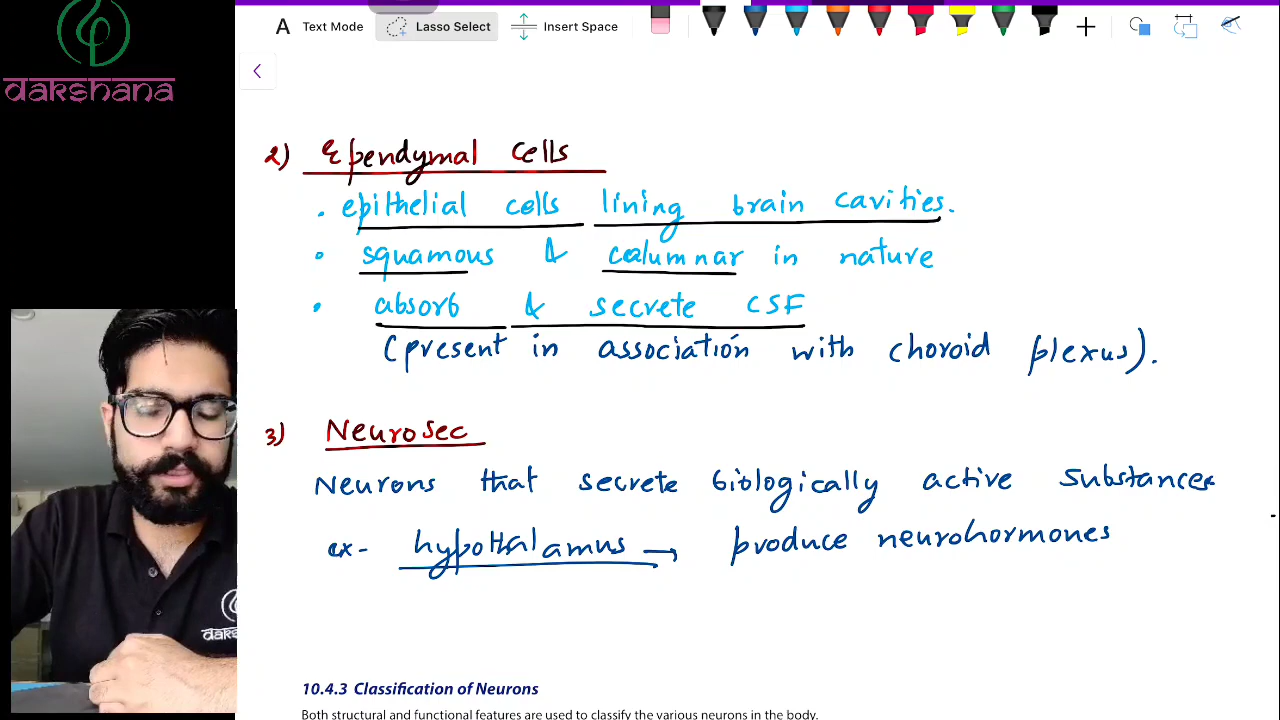 dakshana
A Text Mode Lasso Select Insert Space
2) Ependymal cells
• epithelial cells lining brain cavities.
• squamous & columnar in nature
• absorb & secrete CSF
(present in association with choroid plexus).
3) Neurosec
Neurons that secrete biologically active substances
ex- hypothalamus → produce neurohormones
10.4.3 Classification of Neurons
Both structural and functional features are used to classify the various neurons in the body.